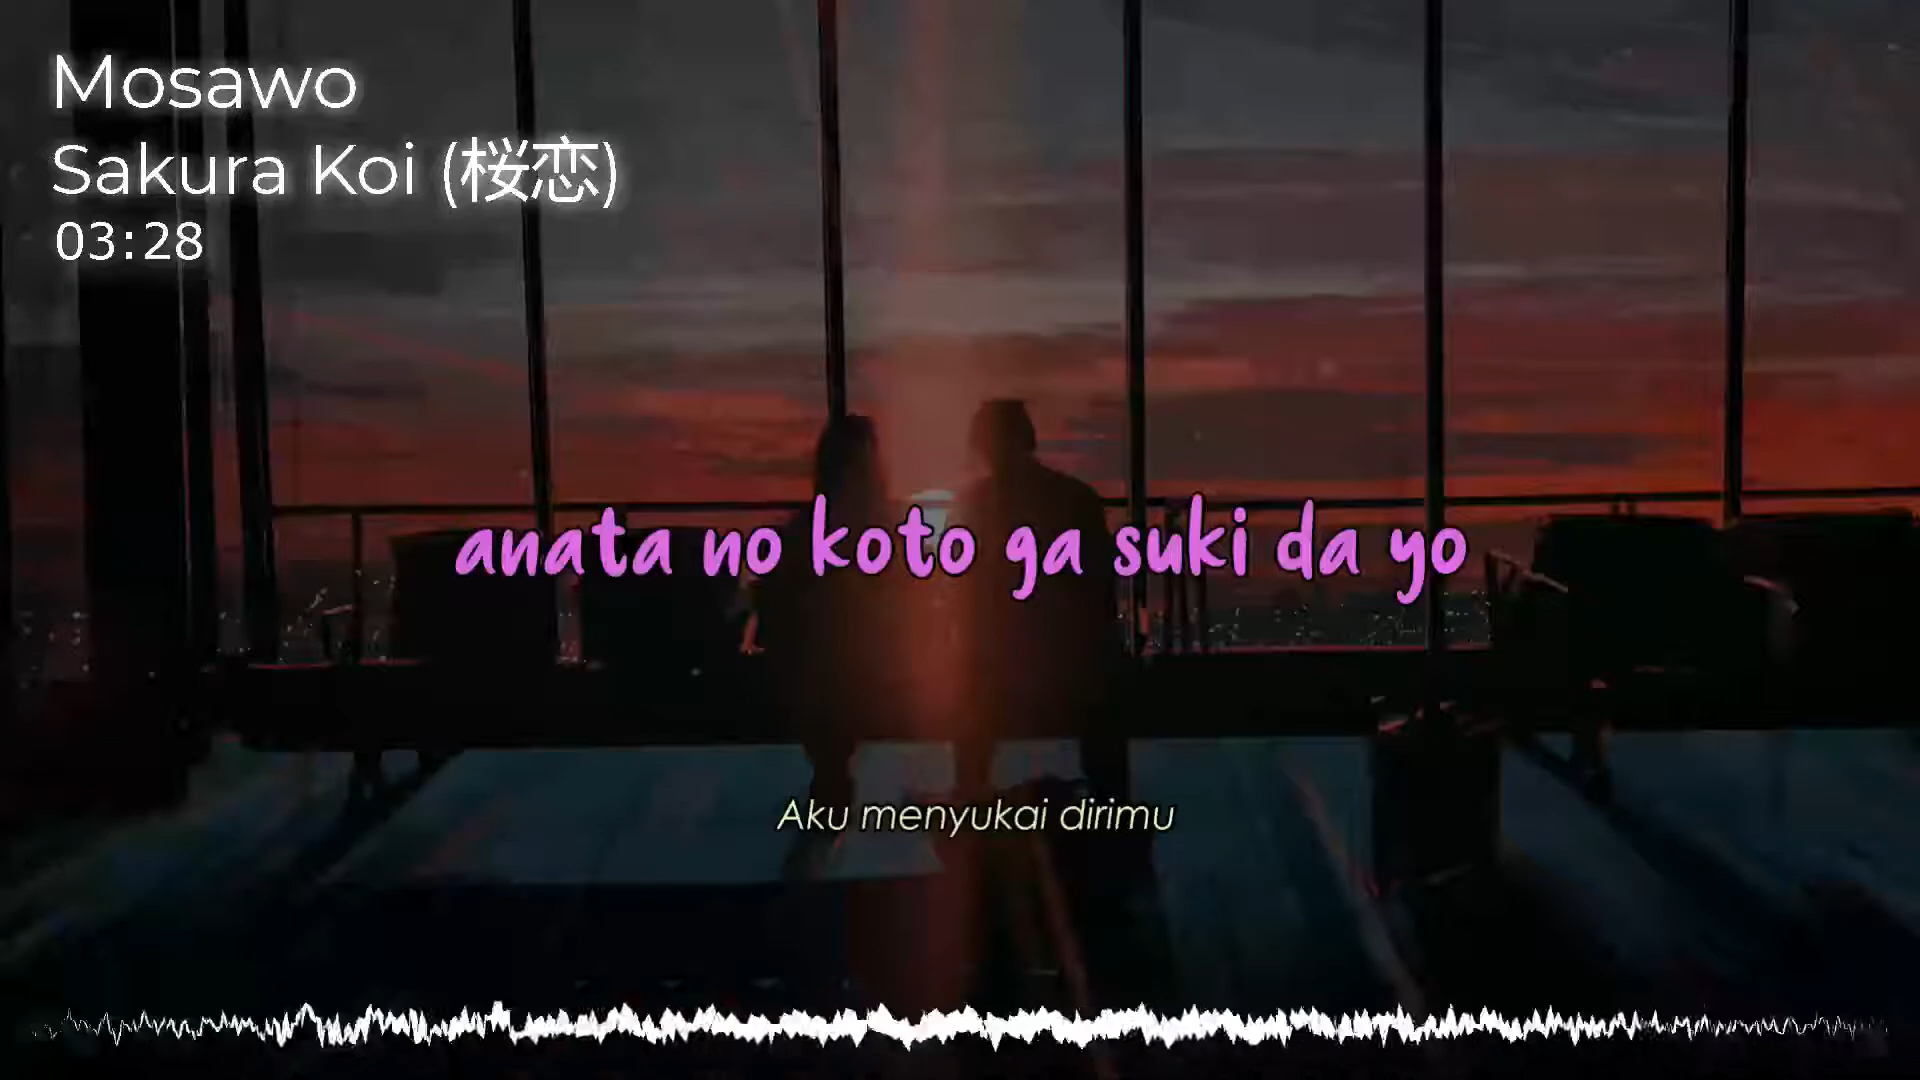 Mosawo
Sakura Koi (桜恋)
03:28
anata no koto ga suki da yo
Aku menyukai dirimu